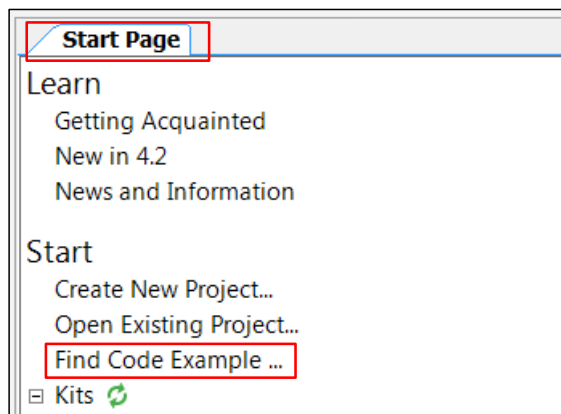 Start Page
Learn
Getting Acquainted
New in 4.2
News and Information
Start
Create New Project...
Open Existing Project...
Find Code Example ...
Kits